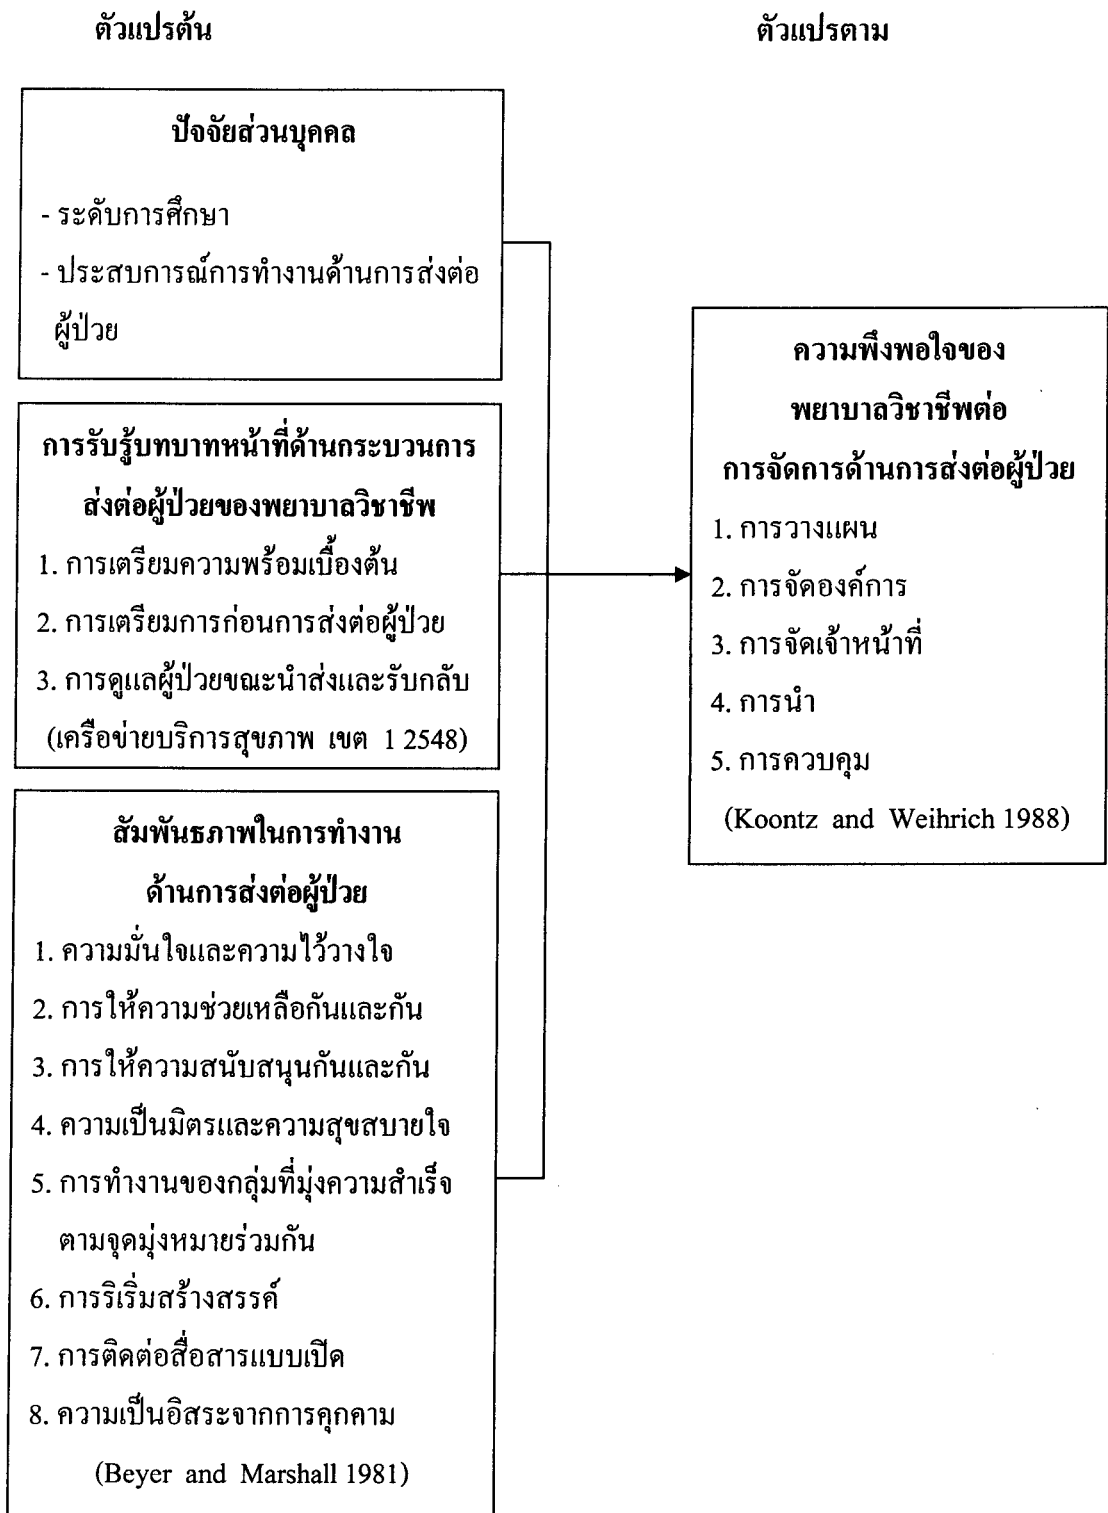 ตัวแปรต้น
ตัวแปรตาม
ปัจจัยส่วนบุคคล
- ระดับการศึกษา
- ประสบการณ์การทำงานด้านการส่งต่อ
ผู้ป่วย
การรับรู้บทบาทหน้าที่ด้านกระบวนการ
ส่งต่อผู้ป่วยของพยาบาลวิชาชีพ
1. การเตรียมความพร้อมเบื้องต้น
2. การเตรียมการก่อนการส่งต่อผู้ป่วย
3. การดูแลผู้ป่วยขณะนำส่งและรับกลับ
(เครือข่ายบริการสุขภาพ เขต 1 2548)
สัมพันธภาพในการทำงาน
ด้านการส่งต่อผู้ป่วย
1. ความมั่นใจและความไว้วางใจ
2. การให้ความช่วยเหลือกันและกัน
3. การให้ความสนับสนุนกันและกัน
4. ความเป็นมิตรและความสุขสบายใจ
5. การทำงานของกลุ่มที่มุ่งความสำเร็จ
ตามจุดมุ่งหมายร่วมกัน
6. การริเริ่มสร้างสรรค์
7. การติดต่อสื่อสารแบบเปิด
8. ความเป็นอิสระจากการคุกคาม
(Beyer and Marshall 1981)
ความพึงพอใจของ
พยาบาลวิชาชีพต่อ
การจัดการด้านการส่งต่อผู้ป่วย
1. การวางแผน
2. การจัดองค์การ
3. การจัดเจ้าหน้าที่
4. การนำ
5. การควบคุม
(Koontz and Weihrich 1988)